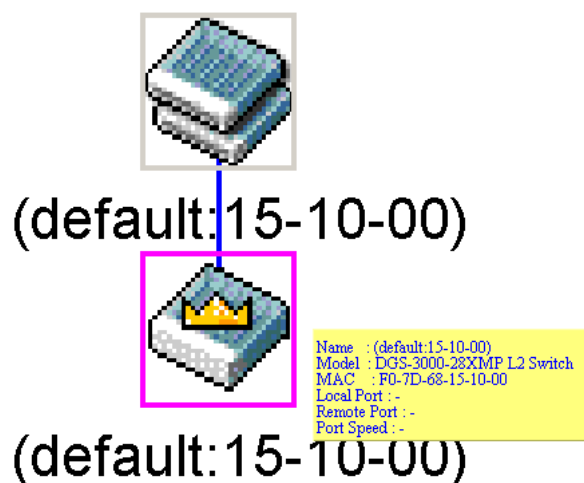 (default:15-10-00)
Name : (default:15-10-00)
Model : DGS-3000-28XMP L2 Switch
MAC : F0-7D-68-15-10-00
Local Port : -
Remote Port : -
Port Speed : -
(default:15-10-00)